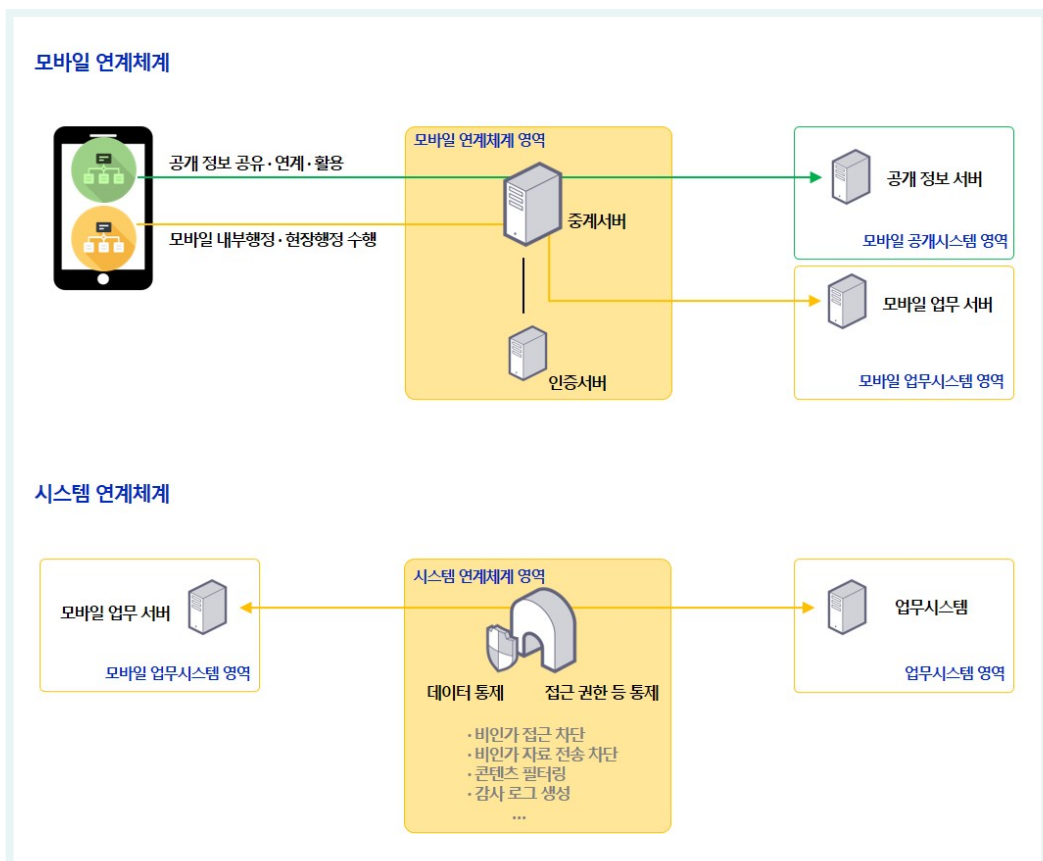 모바일 연계체계
모바일 연계체계 영역
공개 정보 공유·연계·활용
공개 정보 서버
중계서버
모바일 내부행정·현장행정 수행
모바일 공개시스템 영역
모바일 업무 서버
인증서버
모바일 업무시스템 영역
시스템 연계체계
시스템 연계체계 영역
모바일 업무 서버
업무시스템
모바일 업무시스템 영역
업무시스템 영역
데이터 통제
접근 권한 등 통제
· 비인가 접근 차단
· 비인가 자료 전송 차단
· 콘텐츠 필터링
· 감사 로그 생성
...